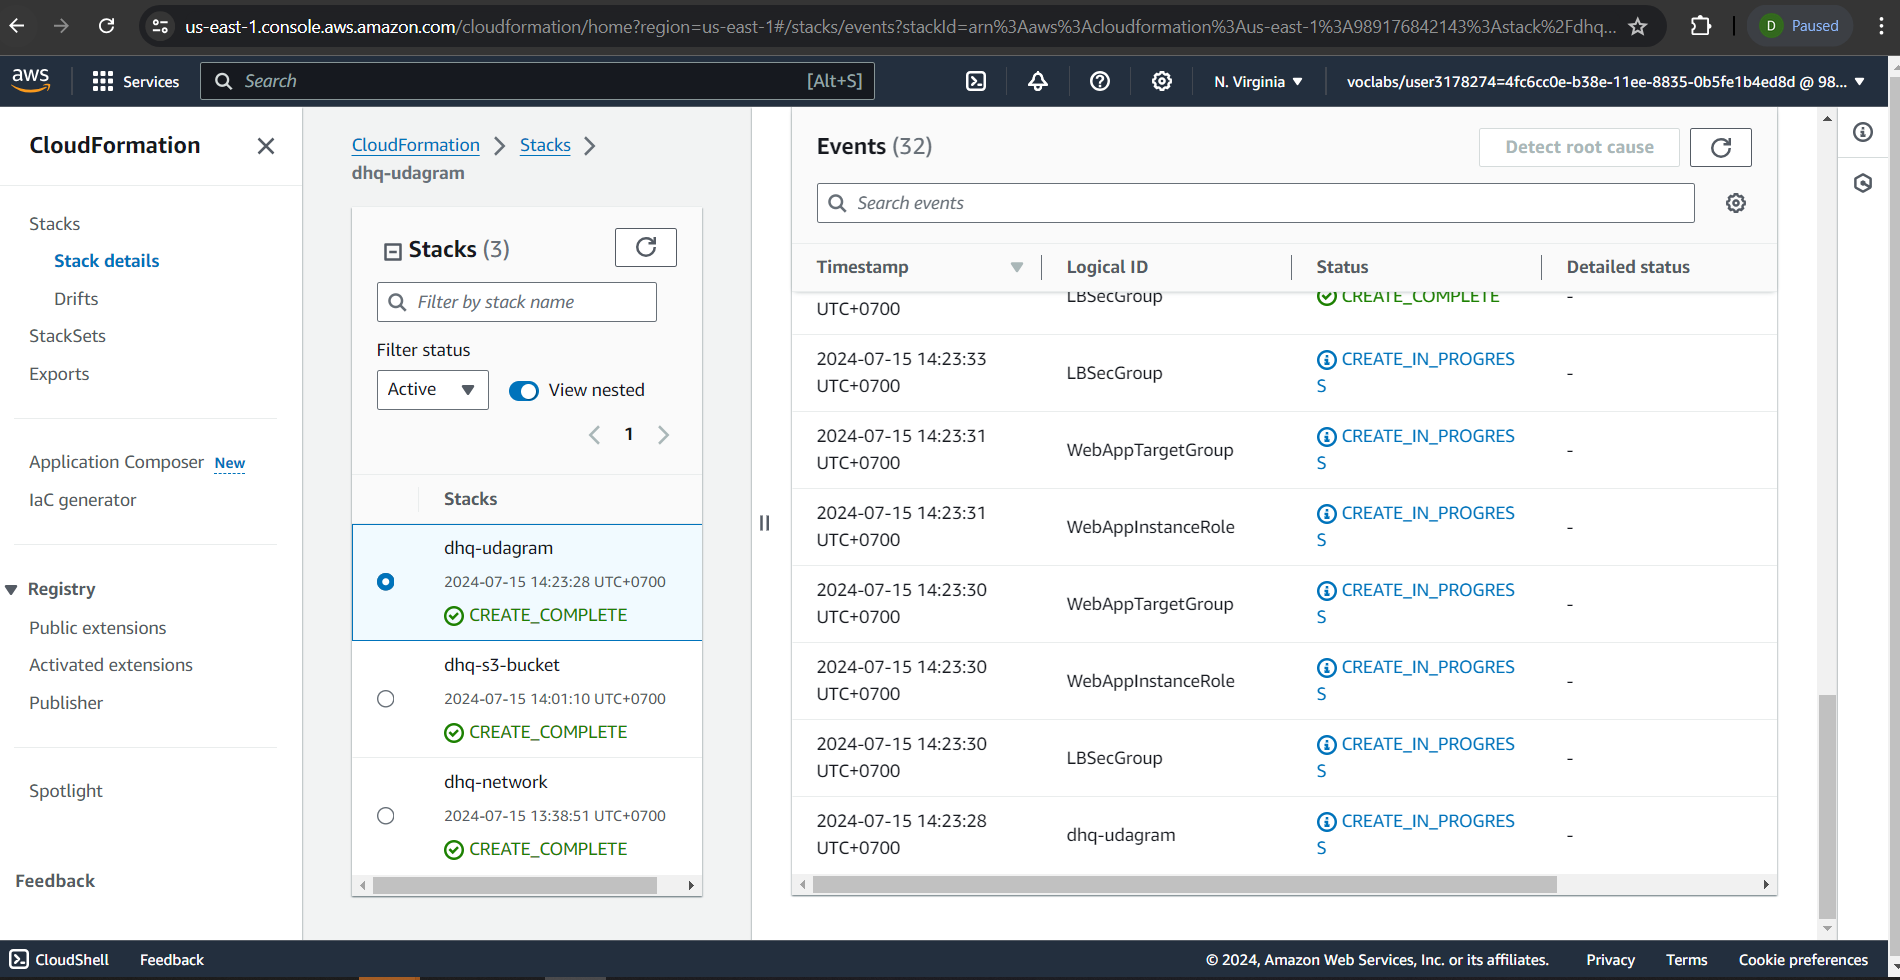 us-east-1.console.aws.amazon.com/cloudformation/home?region=us-east-1#/stacks/events?stackId=arn%3Aaws%3Acloudformation%3Aus-east-1%3A989176842143%3Astack%2Fdhq...
D Paused
aws
Services
Search [Alt+S]
N. Virginia
voclabs/user3178274=4fc6cc0e-b38e-11ee-8835-0b5fe1b4ed8d @ 98...
CloudFormation
Stacks
Stack details
Drifts
StackSets
Exports
Application Composer New
IaC generator
Registry
Public extensions
Activated extensions
Publisher
Spotlight
Feedback
CloudFormation
Stacks
dhq-udagram
Stacks (3)
Filter by stack name
Filter status
Active
View nested
1
Stacks
dhq-udagram
2024-07-15 14:23:28 UTC+0700
CREATE_COMPLETE
dhq-s3-bucket
2024-07-15 14:01:10 UTC+0700
CREATE_COMPLETE
dhq-network
2024-07-15 13:38:51 UTC+0700
CREATE_COMPLETE
Events (32)
Detect root cause
Search events
Timestamp Logical ID Status Detailed status
UTC+0700 LBSecGroup CREATE_COMPLETE -
2024-07-15 14:23:33
UTC+0700
LBSecGroup
CREATE_IN_PROGRES
S
-
2024-07-15 14:23:31
UTC+0700
WebAppTargetGroup
CREATE_IN_PROGRES
S
-
2024-07-15 14:23:31
UTC+0700
WebAppInstanceRole
CREATE_IN_PROGRES
S
-
2024-07-15 14:23:30
UTC+0700
WebAppTargetGroup
CREATE_IN_PROGRES
S
-
2024-07-15 14:23:30
UTC+0700
WebAppInstanceRole
CREATE_IN_PROGRES
S
-
2024-07-15 14:23:30
UTC+0700
LBSecGroup
CREATE_IN_PROGRES
S
-
2024-07-15 14:23:28
UTC+0700
dhq-udagram
CREATE_IN_PROGRES
S
-
CloudShell
Feedback
© 2024, Amazon Web Services, Inc. or its affiliates.
Privacy
Terms
Cookie preferences